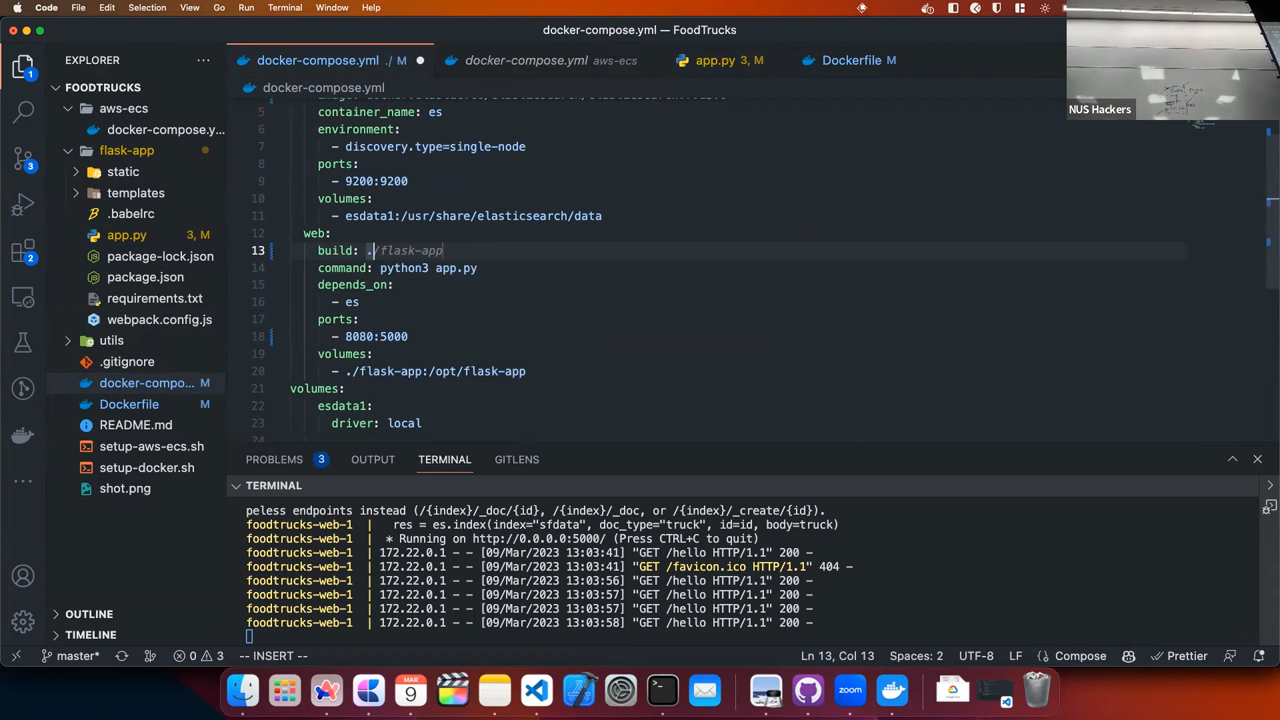 Code File Edit Selection View Go Run Terminal Window Help
docker-compose.yml — FoodTrucks
NUS Hackers
EXPLORER
FOODTRUCKS
aws-ecs
docker-compose.y...
flask-app
static
templates
.babelrc
app.py 3, M
package-lock.json
package.json
requirements.txt
webpack.config.js
utils
.gitignore
docker-compo... M
Dockerfile M
README.md
setup-aws-ecs.sh
setup-docker.sh
shot.png
OUTLINE
TIMELINE
1
3
2
docker-compose.yml ./ M
docker-compose.yml aws-ecs
app.py 3, M
Dockerfile M
docker-compose.yml
5 container_name: es
6 environment:
7 - discovery.type=single-node
8 ports:
9 - 9200:9200
10 volumes:
11 - esdata1:/usr/share/elasticsearch/data
12 web:
13 build: ./flask-app
14 command: python3 app.py
15 depends_on:
16 - es
17 ports:
18 - 8080:5000
19 volumes:
20 - ./flask-app:/opt/flask-app
21 volumes:
22 esdata1:
23 driver: local
PROBLEMS 3 OUTPUT TERMINAL GITLENS
TERMINAL
peless endpoints instead (/{index}/_doc/{id}, /{index}/_doc, or /{index}/_create/{id}).
foodtrucks-web-1 | res = es.index(index="sfdata", doc_type="truck", id=id, body=truck)
foodtrucks-web-1 | * Running on http://0.0.0.0:5000/ (Press CTRL+C to quit)
foodtrucks-web-1 | 172.22.0.1 - - [09/Mar/2023 13:03:41] "GET /hello HTTP/1.1" 200 -
foodtrucks-web-1 | 172.22.0.1 - - [09/Mar/2023 13:03:41] "GET /favicon.ico HTTP/1.1" 404 -
foodtrucks-web-1 | 172.22.0.1 - - [09/Mar/2023 13:03:56] "GET /hello HTTP/1.1" 200 -
foodtrucks-web-1 | 172.22.0.1 - - [09/Mar/2023 13:03:57] "GET /hello HTTP/1.1" 200 -
foodtrucks-web-1 | 172.22.0.1 - - [09/Mar/2023 13:03:57] "GET /hello HTTP/1.1" 200 -
foodtrucks-web-1 | 172.22.0.1 - - [09/Mar/2023 13:03:58] "GET /hello HTTP/1.1" 200 -
master* 0 3 -- INSERT -- Ln 13, Col 13 Spaces: 2 UTF-8 LF Compose Prettier
MAR
9
zoom